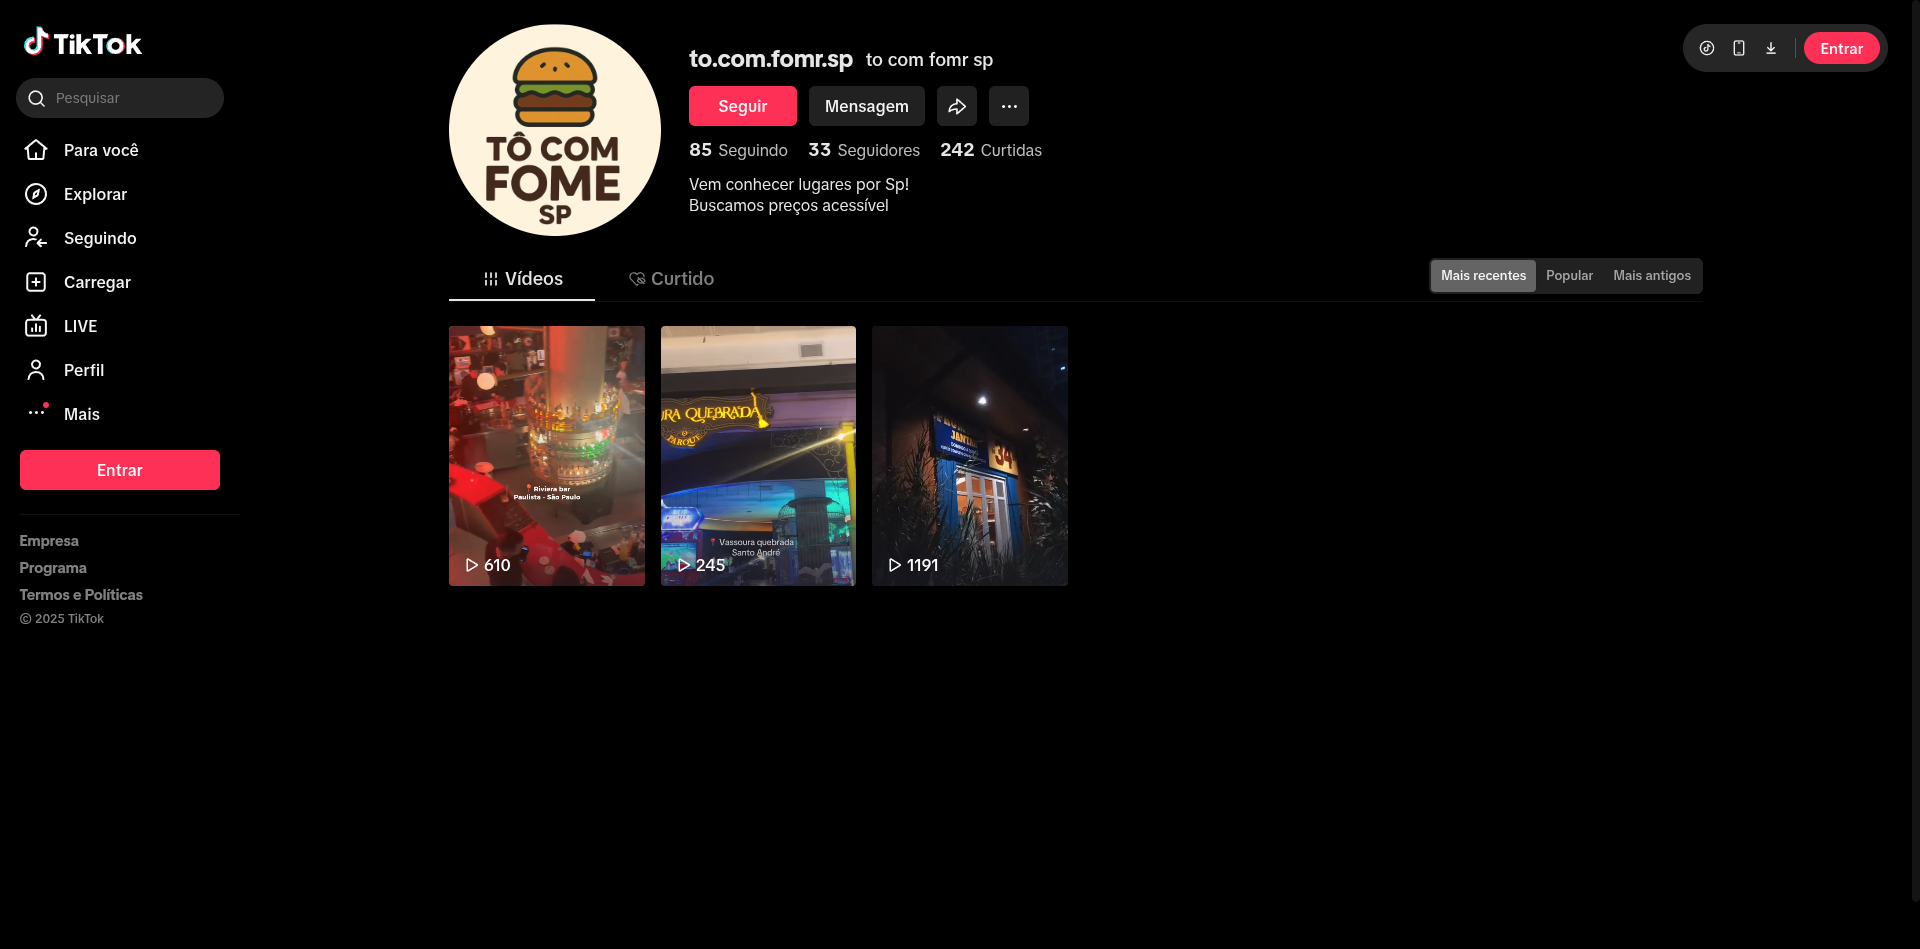 TikTok
Pesquisar
Para você
Explorar
Seguindo
Carregar
LIVE
Perfil
Mais
Entrar
Empresa
Programa
Termos e Políticas
© 2025 TikTok
TÔ COM
FOME
SP
to.com.fomr.sp to com fomr sp
Seguir Mensagem
85 Seguindo 33 Seguidores 242 Curtidas
Vem conhecer lugares por Sp!
Buscamos preços acessível
Entrar
Vídeos Curtido
Mais recentes Popular Mais antigos
Riviera bar
Paulista - São Paulo
610
RA QUEBRADA
PARQUE
Vassoura quebrada
Santo André
245
JANTA
34
1191